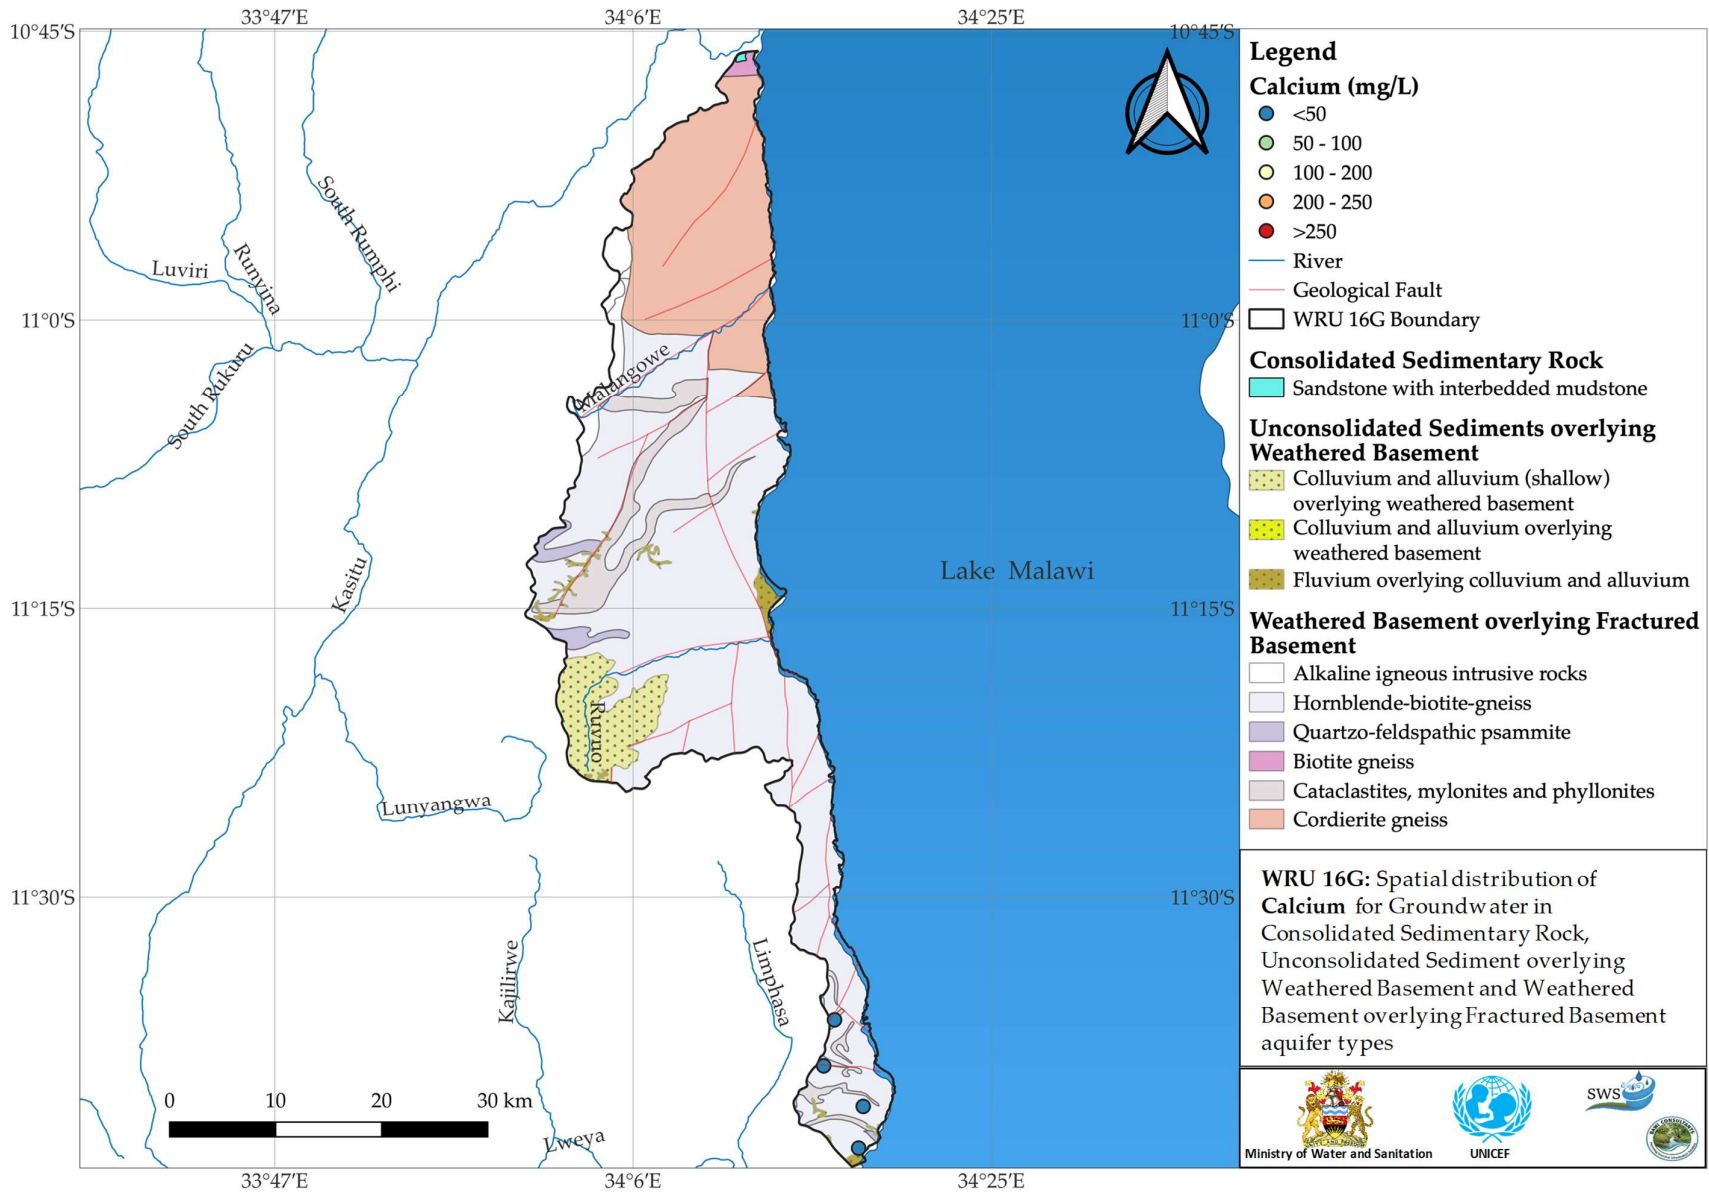 33°47′E
34°6′E
34°25′E
10°45′S
10°45′S
11°0′S
11°0′S
11°15′S
11°15′S
11°30′S
11°30′S
33°47′E
34°6′E
34°25′E
Luviri
Runyina
South Rumphi
South Rukuru
Kasitu
Malangowe
Ruvuo
Lunyangwa
Kajilirwe
Limphasa
Lweya
Lake Malawi
0 10 20 30 km
Legend
Calcium (mg/L)
<50
50 - 100
100 - 200
200 - 250
>250
River
Geological Fault
WRU 16G Boundary
Consolidated Sedimentary Rock
Sandstone with interbedded mudstone
Unconsolidated Sediments overlying
Weathered Basement
Colluvium and alluvium (shallow)
overlying weathered basement
Colluvium and alluvium overlying
weathered basement
Fluvium overlying colluvium and alluvium
Weathered Basement overlying Fractured
Basement
Alkaline igneous intrusive rocks
Hornblende-biotite-gneiss
Quartzo-feldspathic psammite
Biotite gneiss
Cataclastites, mylonites and phyllonites
Cordierite gneiss
WRU 16G: Spatial distribution of
Calcium for Groundwater in
Consolidated Sedimentary Rock,
Unconsolidated Sediment overlying
Weathered Basement and Weathered
Basement overlying Fractured Basement
aquifer types
Ministry of Water and Sanitation
UNICEF
SWS